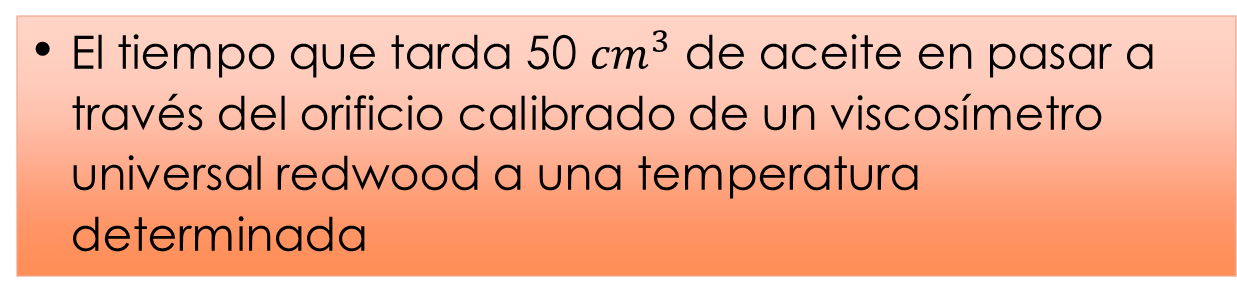 • El tiempo que tarda 50 cm³ de aceite en pasar a
través del orificio calibrado de un viscosímetro
universal redwood a una temperatura
determinada